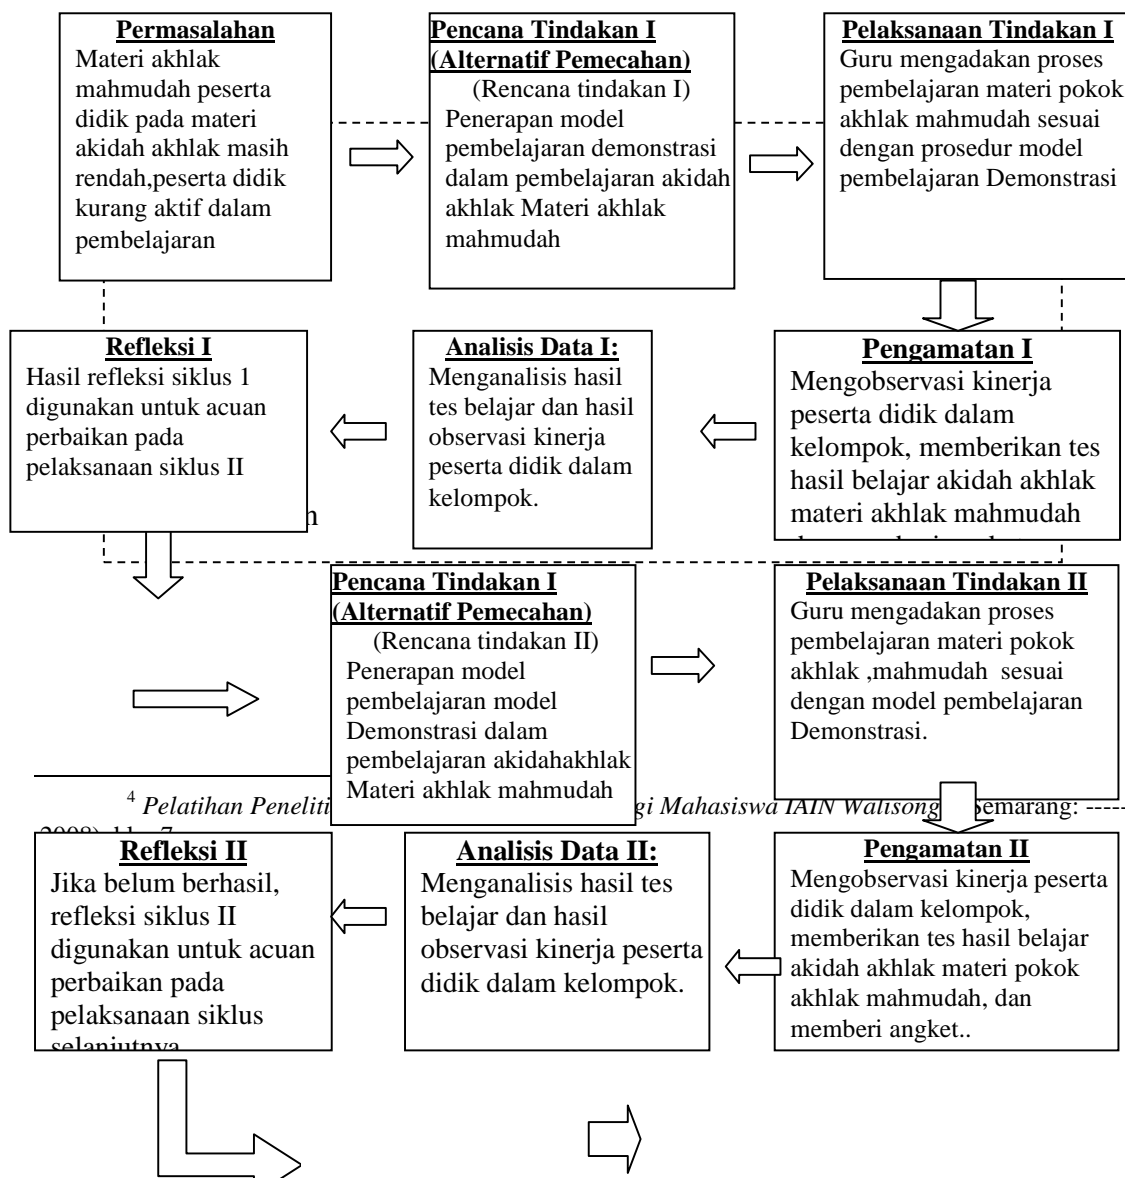 Permasalahan
Materi akhlak
mahmudah peserta
didik pada materi
akidah akhlak masih
rendah,peserta didik
kurang aktif dalam
pembelajaran
Pencana Tindakan I
(Alternatif Pemecahan)
(Rencana tindakan I)
Penerapan model
pembelajaran demonstrasi
dalam pembelajaran akidah
akhlak Materi akhlak
mahmudah
Pelaksanaan Tindakan I
Guru mengadakan proses
pembelajaran materi pokok
akhlak mahmudah sesuai
dengan prosedur model
pembelajaran Demonstrasi
Refleksi I
Hasil refleksi siklus 1
digunakan untuk acuan
perbaikan pada
pelaksanaan siklus II
Analisis Data I:
Menganalisis hasil
tes belajar dan hasil
observasi kinerja
peserta didik dalam
kelompok.
Pengamatan I
Mengobservasi kinerja
peserta didik dalam
kelompok, memberikan tes
hasil belajar akidah akhlak
materi akhlak mahmudah
Pencana Tindakan I
(Alternatif Pemecahan)
(Rencana tindakan II)
Penerapan model
pembelajaran model
Demonstrasi dalam
pembelajaran akidahakhlak
Materi akhlak mahmudah
Pelaksanaan Tindakan II
Guru mengadakan proses
pembelajaran materi pokok
akhlak ,mahmudah sesuai
dengan model pembelajaran
Demonstrasi.
4 Pelatihan Peneliti gi Mahasiswa IAIN Walisong Semarang: -----
Refleksi II
Jika belum berhasil,
refleksi siklus II
digunakan untuk acuan
perbaikan pada
pelaksanaan siklus
selanjutnya
Analisis Data II:
Menganalisis hasil tes
belajar dan hasil
observasi kinerja peserta
didik dalam kelompok.
Pengamatan II
Mengobservasi kinerja peserta
didik dalam kelompok,
memberikan tes hasil belajar
akidah akhlak materi pokok
akhlak mahmudah, dan
memberi angket..